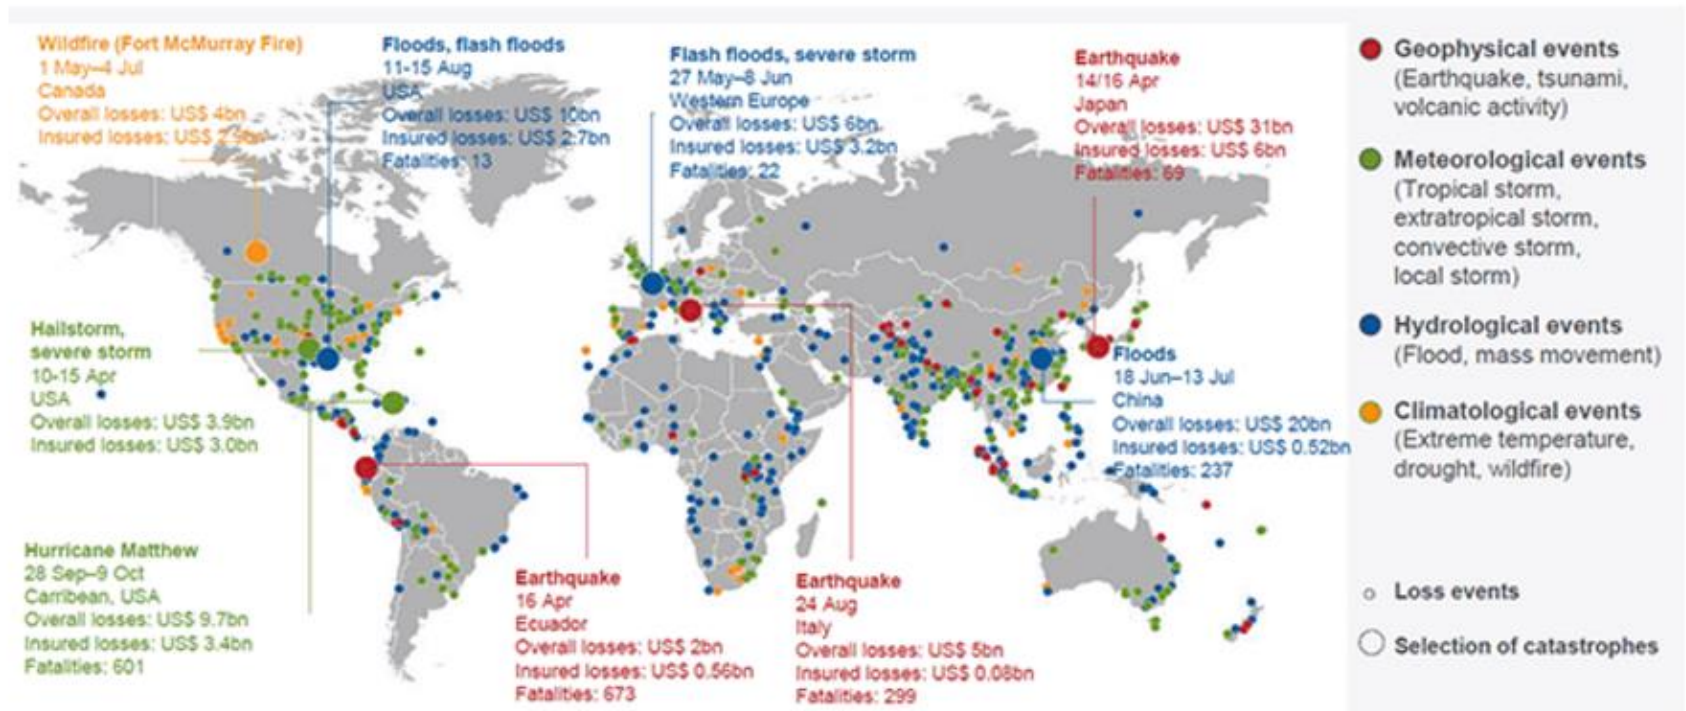 Wildfire (Fort McMurray Fire)
1 May–4 Jul
Canada
Overall losses: US$ 4bn
Insured losses: US$
Floods, flash floods
11-15 Aug
USA
Overall losses: US$ 10bn
Insured losses: US$ 2.7bn
Fatalities: 13
Flash floods, severe storm
27 May–8 Jun
Western Europe
Overall losses: US$ 6bn
Insured losses: US$ 3.2bn
Fatalities: 22
Earthquake
14/16 Apr
Japan
Overall losses: US$ 31bn
Insured losses: US$ 6bn
Fatalities: 69
Hailstorm,
severe storm
10-15 Apr
USA
Overall losses: US$ 3.9bn
Insured losses: US$ 3.0bn
Floods
18 Jun–13 Jul
China
Overall losses: US$ 20bn
Insured losses: US$ 0.52bn
Fatalities: 237
Hurricane Matthew
28 Sep–9 Oct
Carribean, USA
Overall losses: US$ 9.7bn
Insured losses: US$ 3.4bn
Fatalities: 601
Earthquake
16 Apr
Ecuador
Overall losses: US$ 2bn
Insured losses: US$ 0.56bn
Fatalities: 673
Earthquake
24 Aug
Italy
Overall losses: US$ 5bn
Insured losses: US$ 0.08bn
Fatalities: 299
Geophysical events
(Earthquake, tsunami,
volcanic activity)
Meteorological events
(Tropical storm,
extratropical storm,
convective storm,
local storm)
Hydrological events
(Flood, mass movement)
Climatological events
(Extreme temperature,
drought, wildfire)
Loss events
Selection of catastrophes